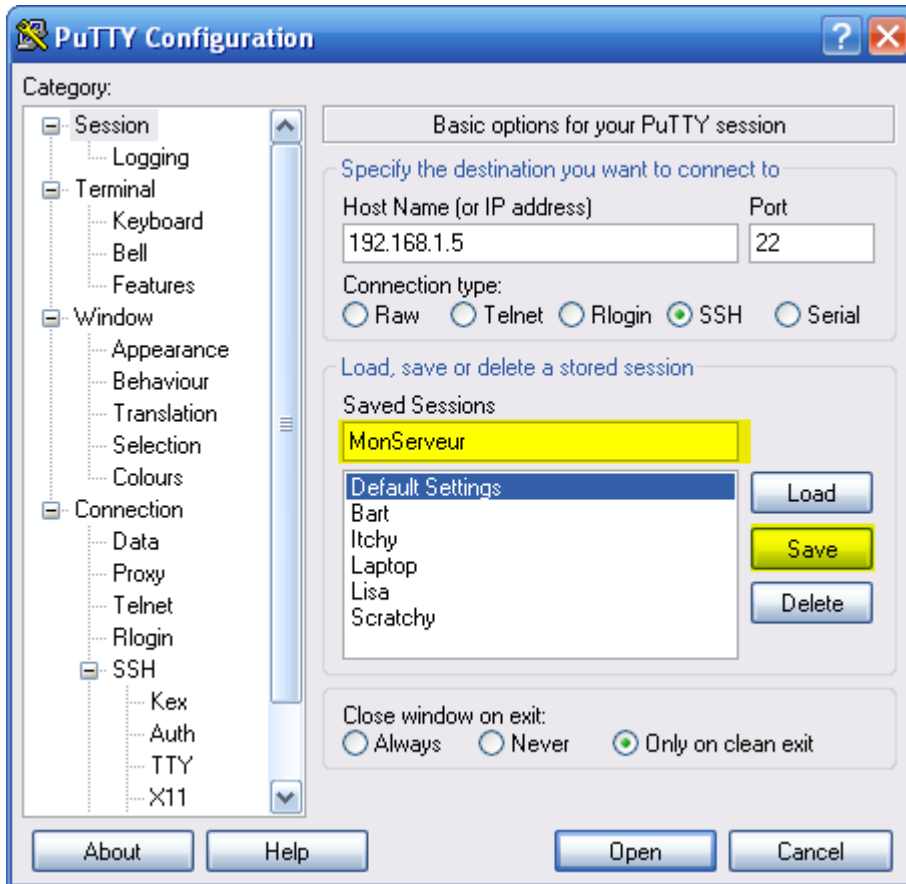 PuTTY Configuration
Category:
Session
Logging
Terminal
Keyboard
Bell
Features
Window
Appearance
Behaviour
Translation
Selection
Colours
Connection
Data
Proxy
Telnet
Rlogin
SSH
Kex
Auth
TTY
X11
Basic options for your PuTTY session
Specify the destination you want to connect to
Host Name (or IP address) Port
192.168.1.5 22
Connection type:
Raw Telnet Rlogin SSH Serial
Load, save or delete a stored session
Saved Sessions
MonServeur
Default Settings
Bart
Itchy
Laptop
Lisa
Scratchy
Load
Save
Delete
Close window on exit:
Always Never Only on clean exit
About Help Open Cancel